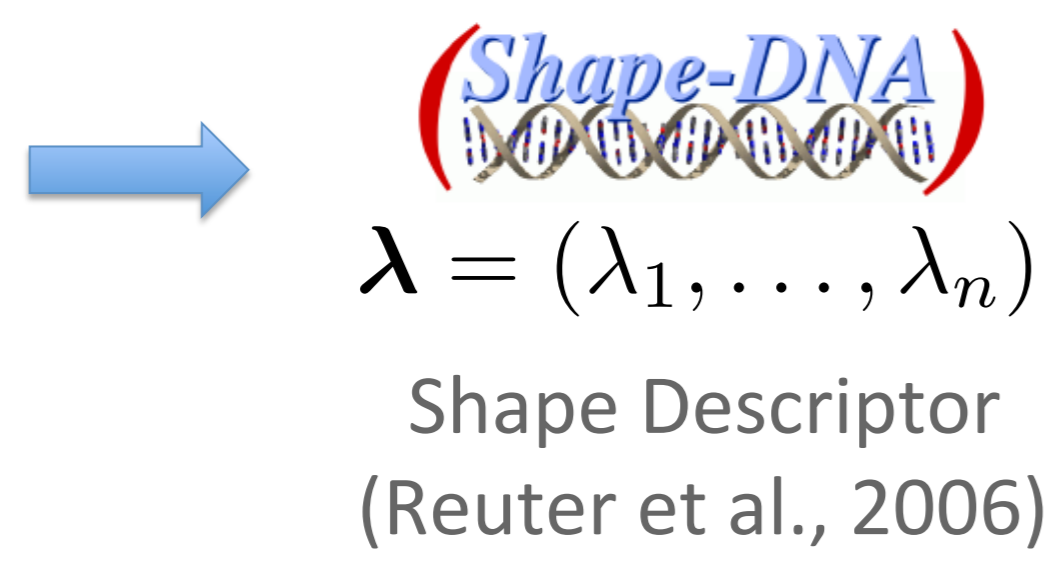 (Shape-DNA)
λ = (λ₁, . . . , λₙ)
Shape Descriptor
(Reuter et al., 2006)